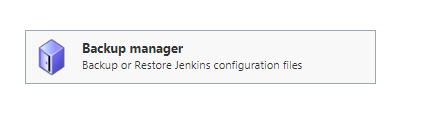 Backup manager
Backup or Restore Jenkins configuration files